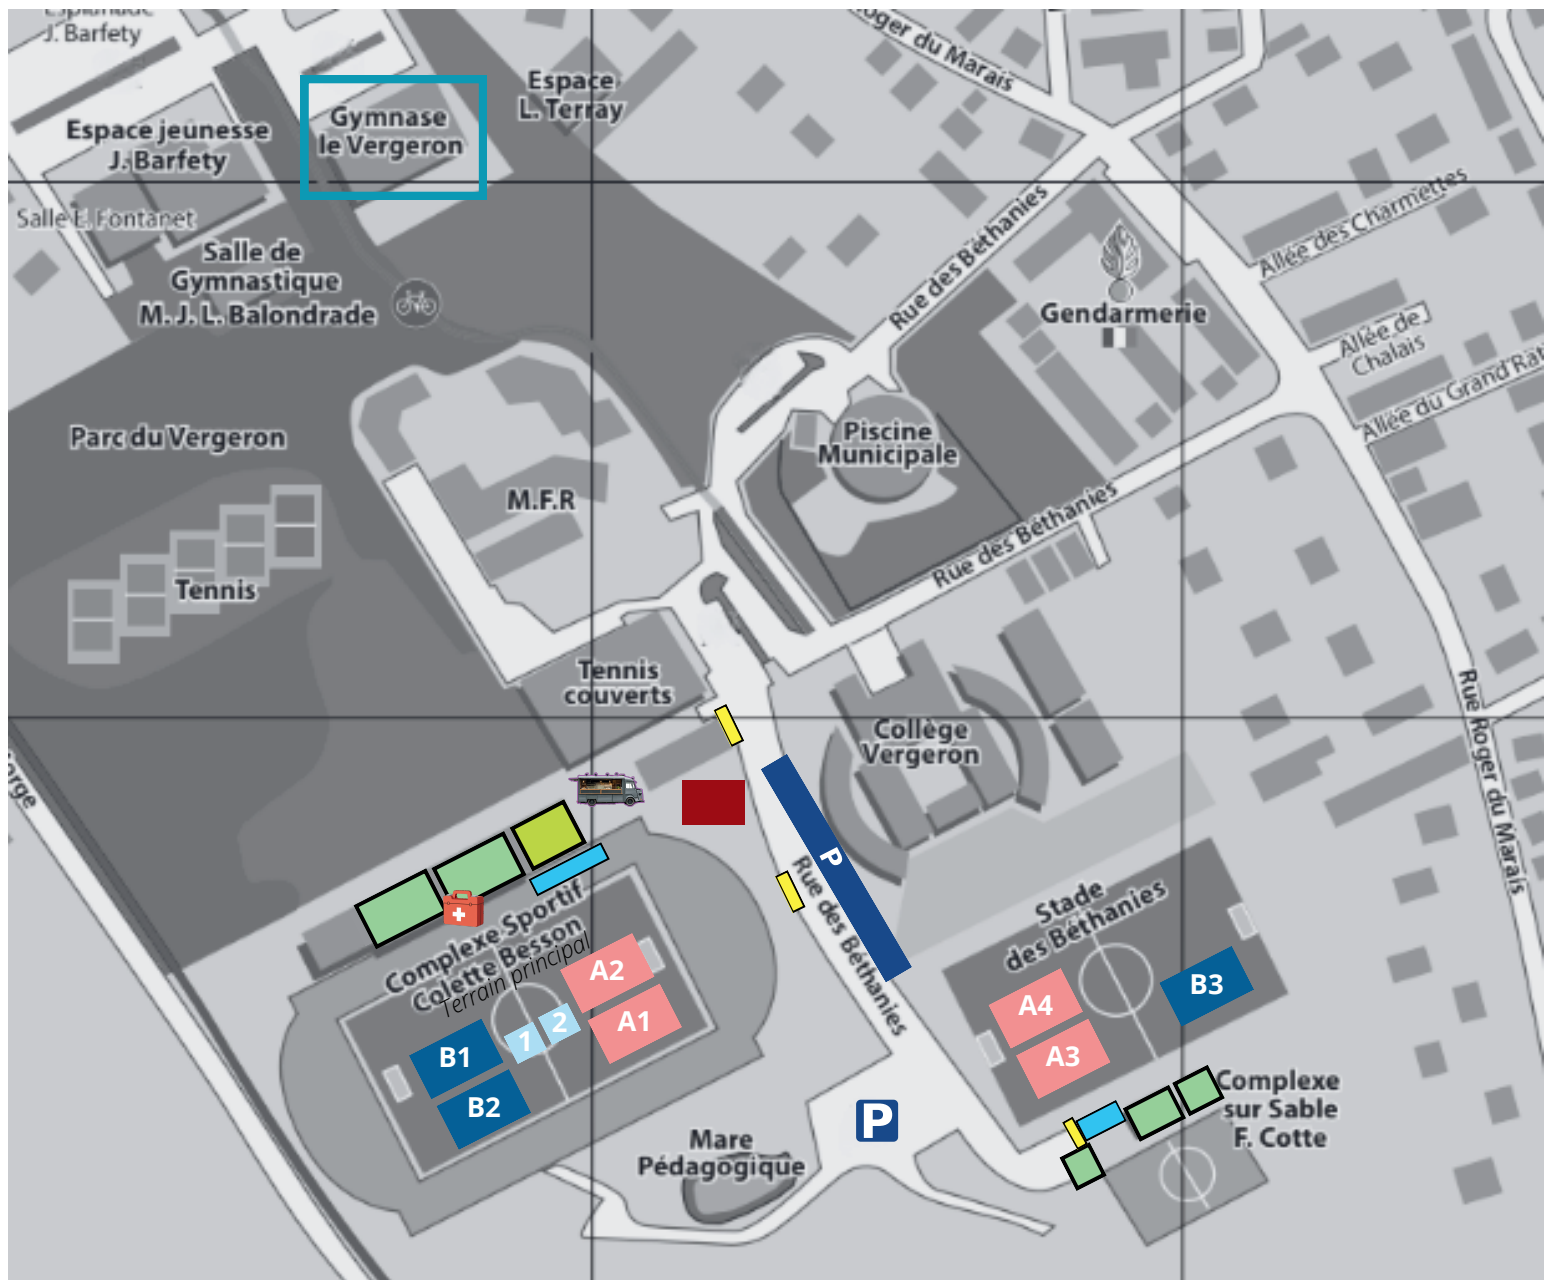 Esplanade
J. Barfety
Roger du Marais
Espace
L. Terray
Gymnase
le Vergeron
Espace jeunesse
J. Barfety
Salle E. Fontanet
Salle de
Gymnastique
M. J. L. Balondrade
Rue des Béthanies
Allée des Charmettes
Gendarmerie
Allée de
Chalais
Allée du Grand Rat
Parc du Vergeron
Piscine
Municipale
M.F.R
Rue des Béthanies
Tennis
Tennis
couverts
Collège
Vergeron
Rue Roger du Marais
orge
P
Rue des Béthanies
Stade
des Béthanies
Complexe Sportif
Colette Besson
Terrain principal
A2
A1
1
2
B1
B2
A4
A3
B3
P
Mare
Pédagogique
Complexe
sur Sable
F. Cotte